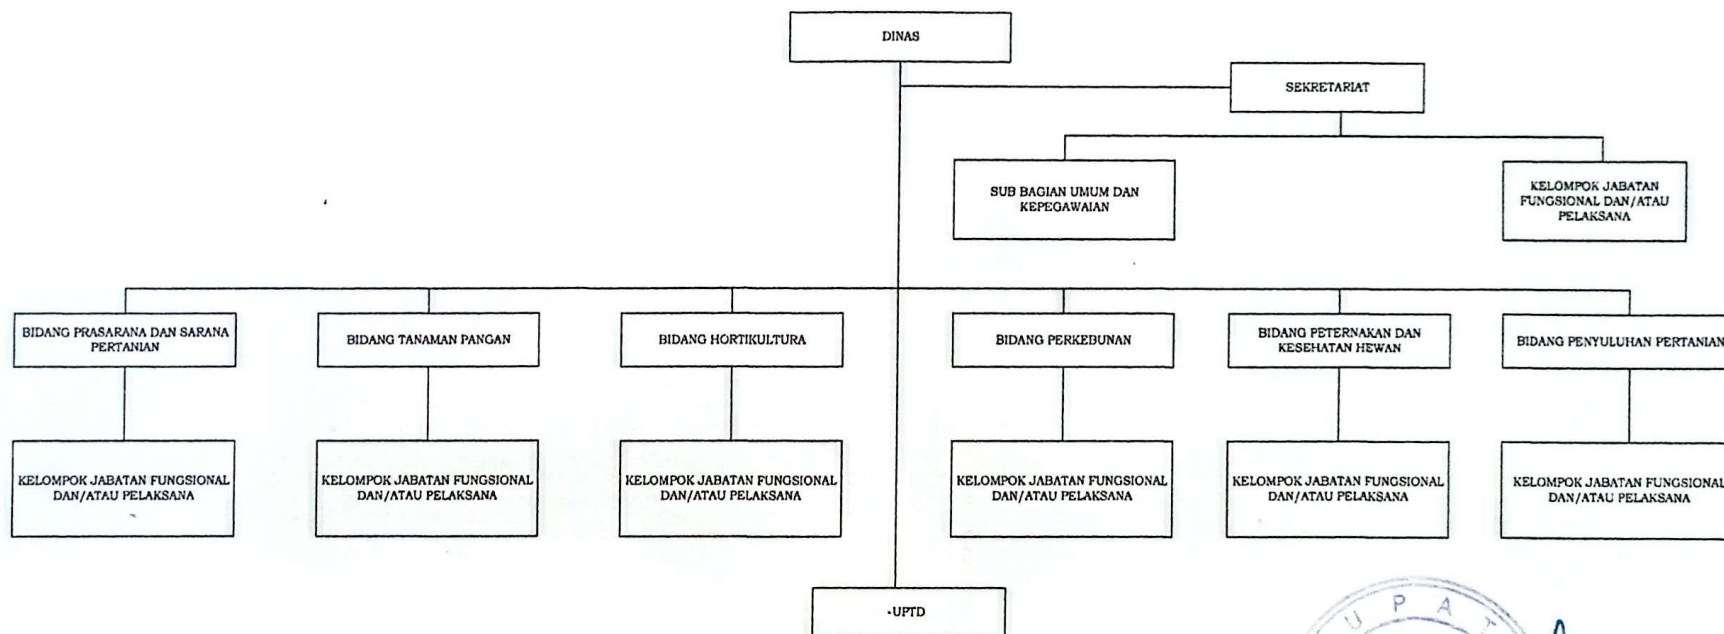 DINAS
SEKRETARIAT
SUB BAGIAN UMUM DAN
KEPEGAWAIAN
KELOMPOK JABATAN
FUNGSIONAL DAN/ATAU
PELAKSANA
BIDANG PRASARANA DAN SARANA
PERTANIAN
BIDANG TANAMAN PANGAN
BIDANG HORTIKULTURA
BIDANG PERKEBUNAN
BIDANG PETERNAKAN DAN
KESEHATAN HEWAN
BIDANG PENYULUHAN PERTANIAN
KELOMPOK JABATAN FUNGSIONAL
DAN/ATAU PELAKSANA
KELOMPOK JABATAN FUNGSIONAL
DAN/ATAU PELAKSANA
KELOMPOK JABATAN FUNGSIONAL
DAN/ATAU PELAKSANA
KELOMPOK JABATAN FUNGSIONAL
DAN/ATAU PELAKSANA
KELOMPOK JABATAN FUNGSIONAL
DAN/ATAU PELAKSANA
KELOMPOK JABATAN FUNGSIONAL
DAN/ATAU PELAKSANA
UPTD